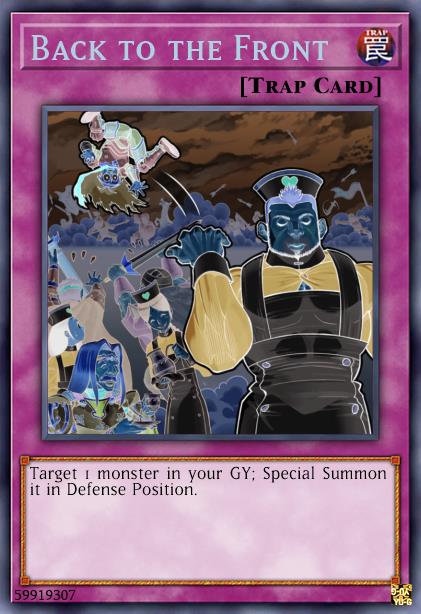 BACK TO THE FRONT
TRAP
罠
[TRAP CARD]
Target 1 monster in your GY; Special Summon
it in Defense Position.
59919307